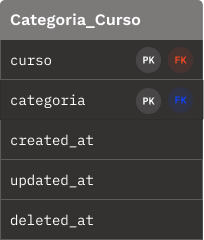 Categoria_Curso
curso PK FK
categoria PK FK
created_at
updated_at
deleted_at